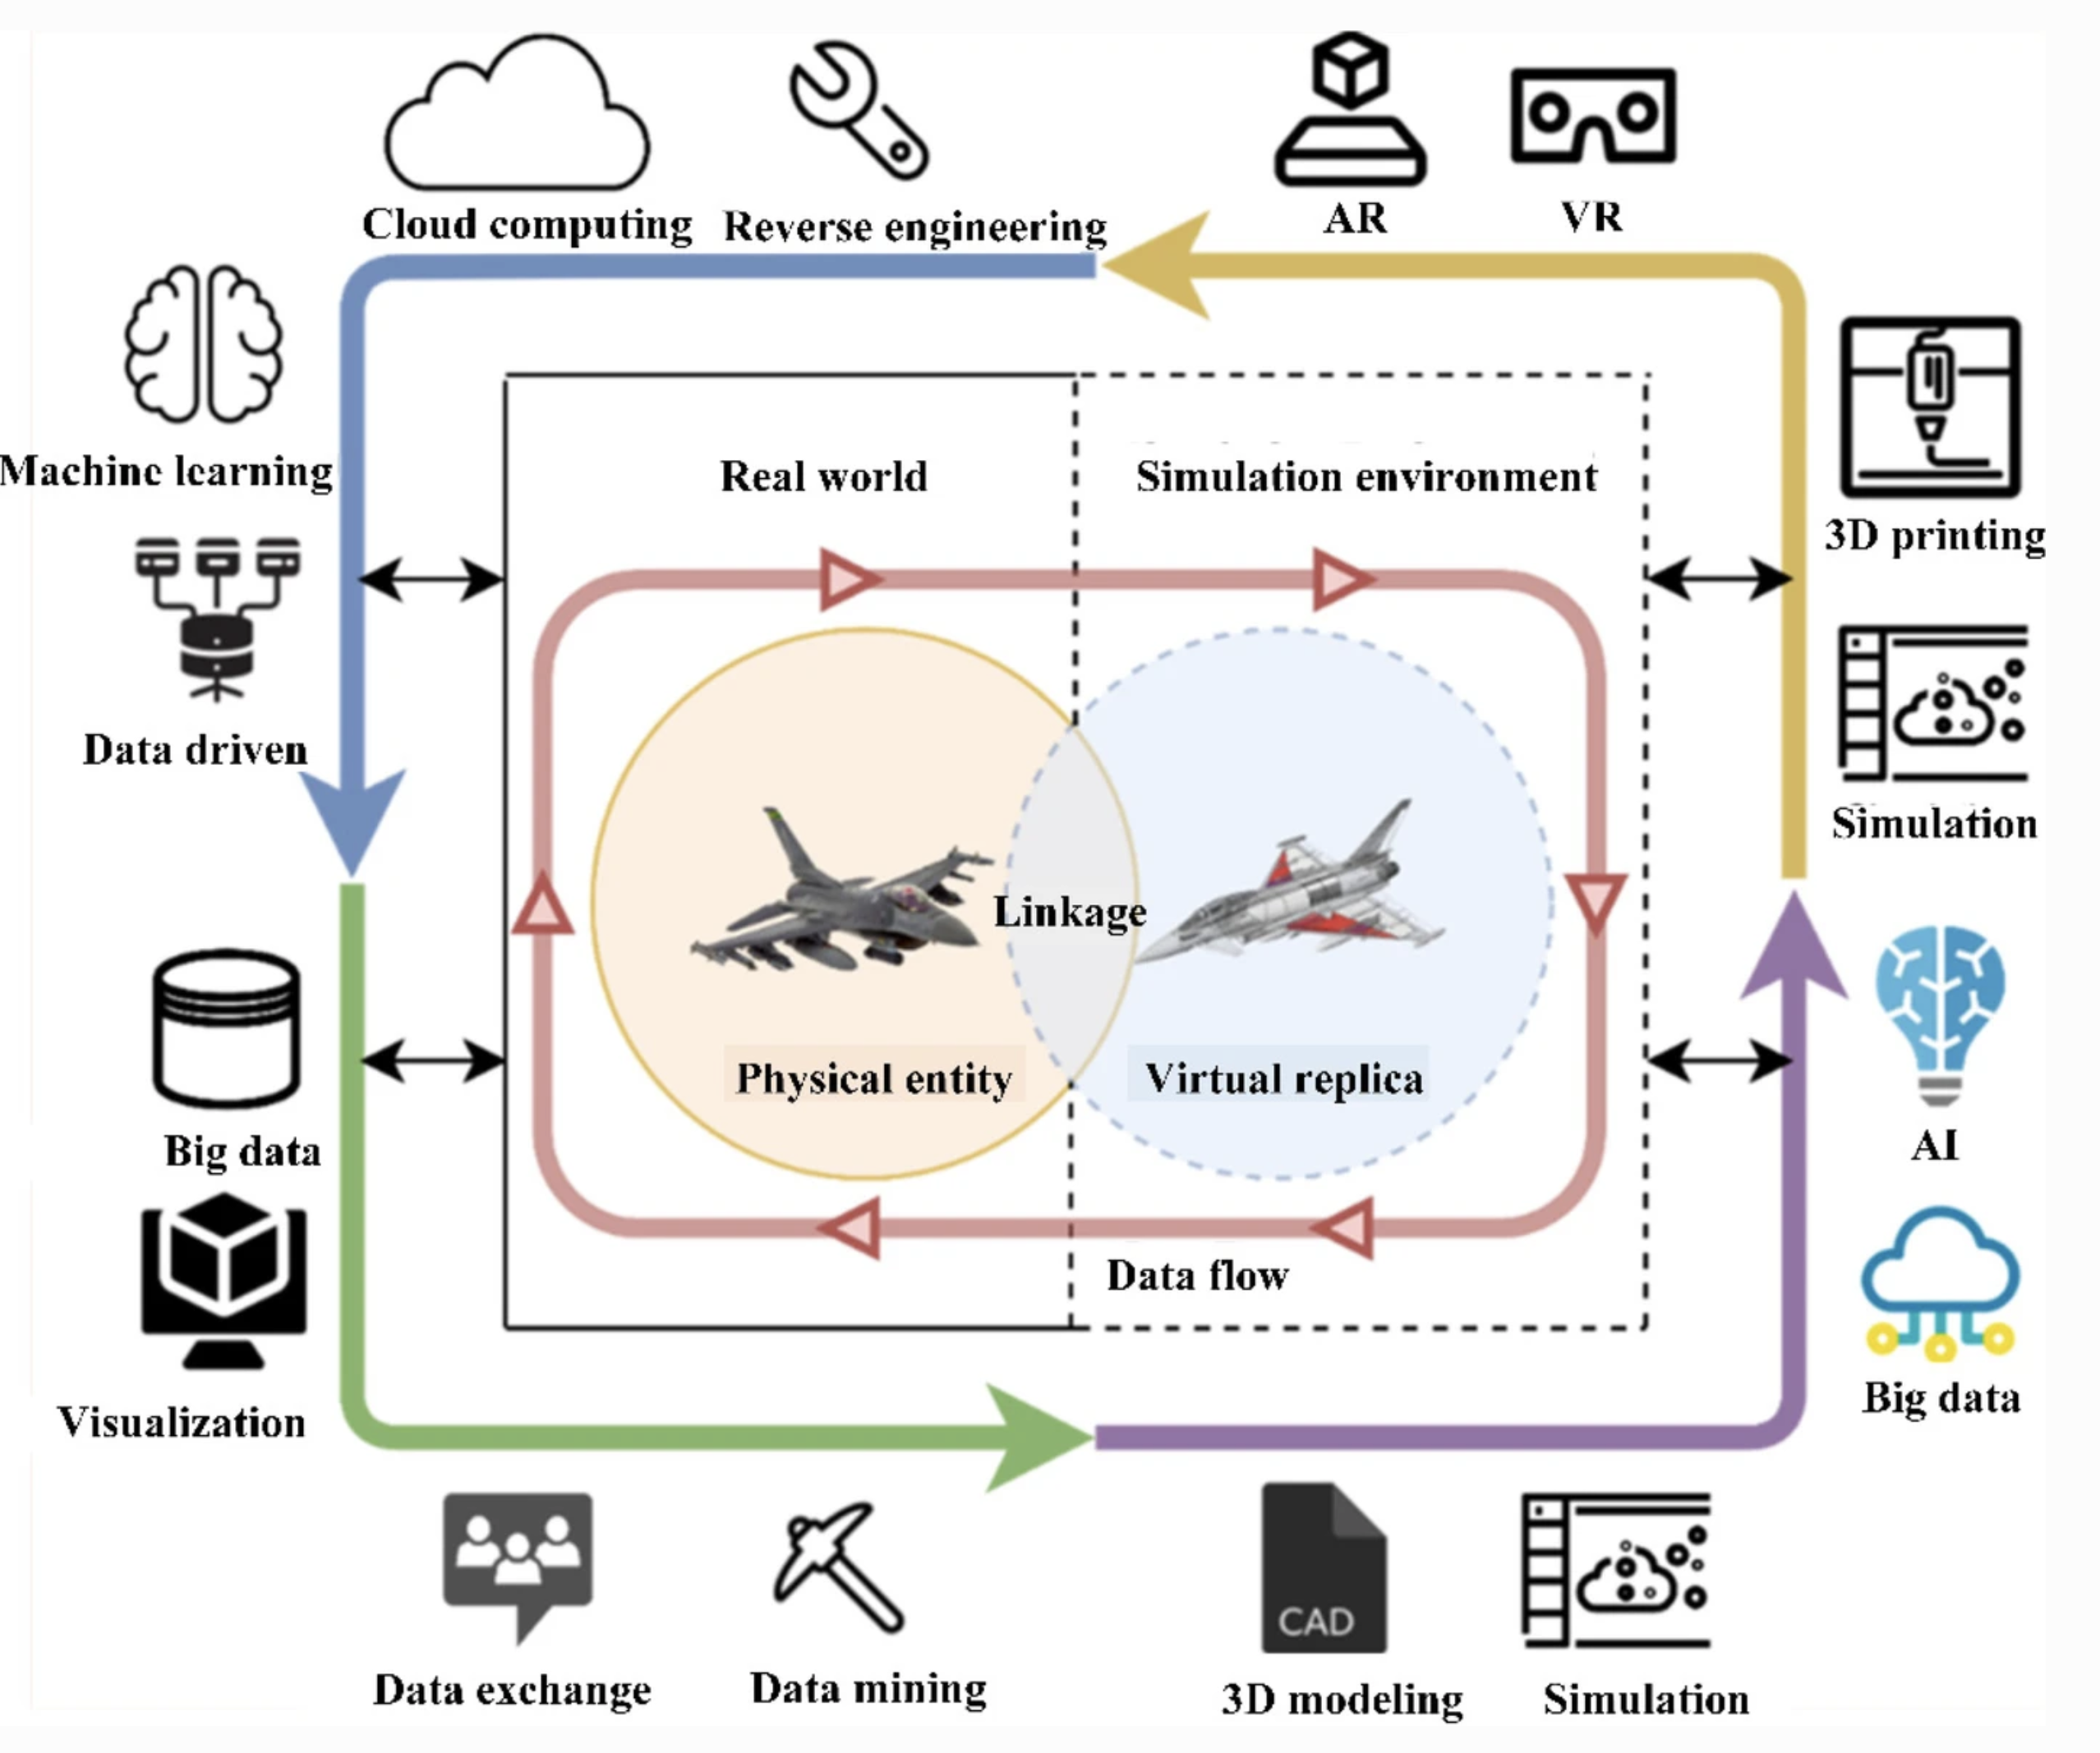 Cloud computing
Reverse engineering
AR
VR
Machine learning
Real world
Simulation environment
3D printing
Data driven
Simulation
Linkage
Physical entity
Virtual replica
Big data
AI
Data flow
Visualization
Big data
CAD
Data exchange
Data mining
3D modeling
Simulation